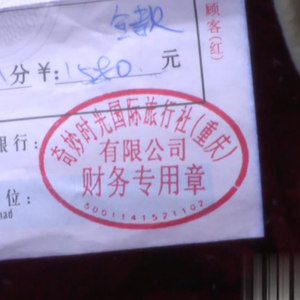 全款
顾客(红)
分¥:1580.元
银行:
奇妙时光国际旅行社(重庆)
有限公司
财务专用章
5001141521102
位: